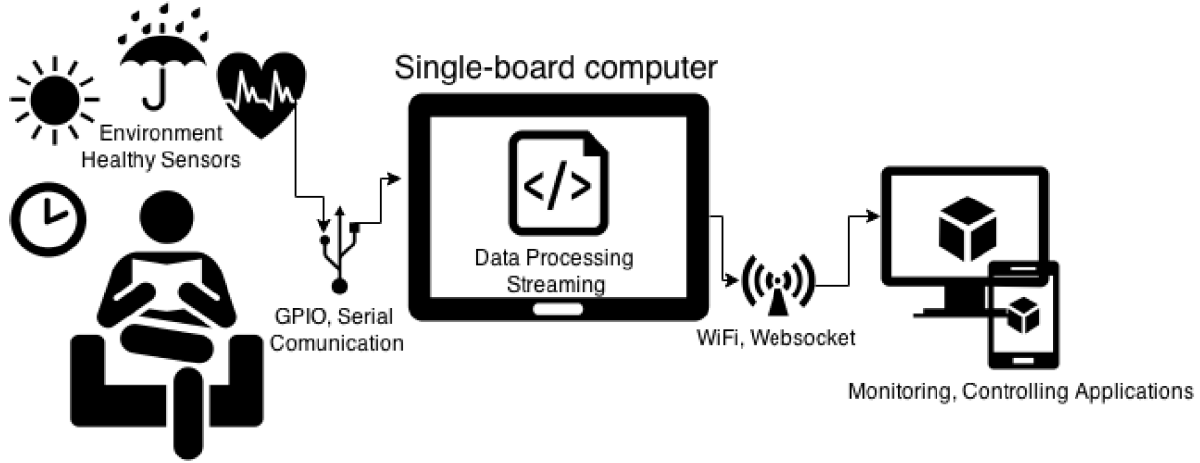 Single-board computer
Environment
Healthy Sensors
</>
Data Processing
Streaming
GPIO, Serial
Comunication
WiFi, Websocket
Monitoring, Controlling Applications